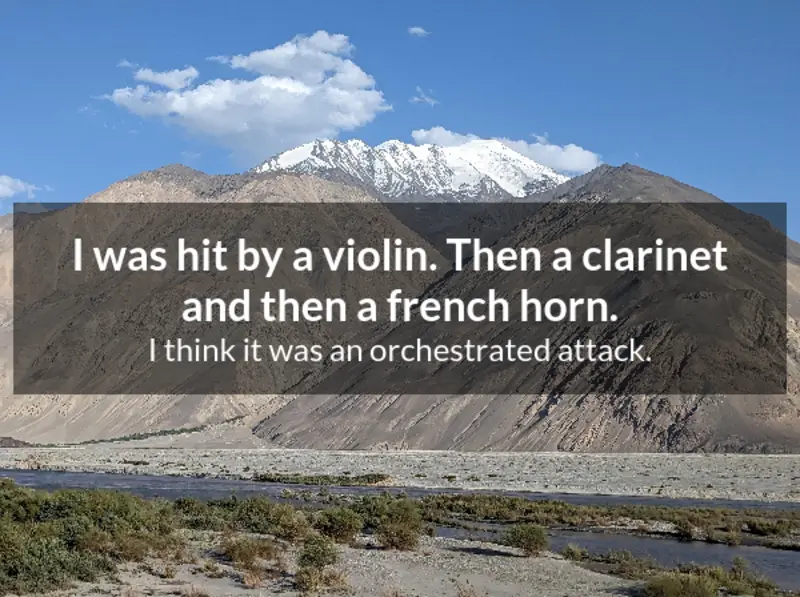 I was hit by a violin. Then a clarinet
and then a french horn.
I think it was an orchestrated attack.